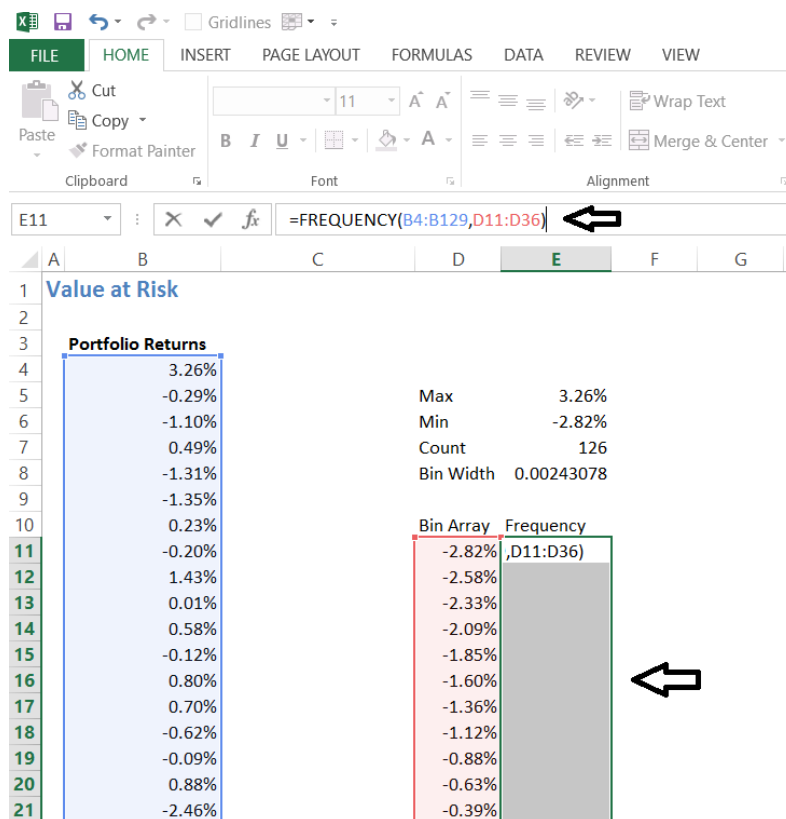 Gridlines
FILE HOME INSERT PAGE LAYOUT FORMULAS DATA REVIEW VIEW
Paste Cut 11 A A Wrap Text
Copy
Format Painter B I U A Merge & Center
Clipboard Font Alignment
E11 fx =FREQUENCY(B4:B129,D11:D36)
A B C D E F G
1 Value at Risk
2
3 Portfolio Returns
4 3.26%
5 -0.29% Max 3.26%
6 -1.10% Min -2.82%
7 0.49% Count 126
8 -1.31% Bin Width 0.00243078
9 -1.35%
10 0.23% Bin Array Frequency
11 -0.20% -2.82% ,D11:D36)
12 1.43% -2.58%
13 0.01% -2.33%
14 0.58% -2.09%
15 -0.12% -1.85%
16 0.80% -1.60%
17 0.70% -1.36%
18 -0.62% -1.12%
19 -0.09% -0.88%
20 0.88% -0.63%
21 -2.46% -0.39%